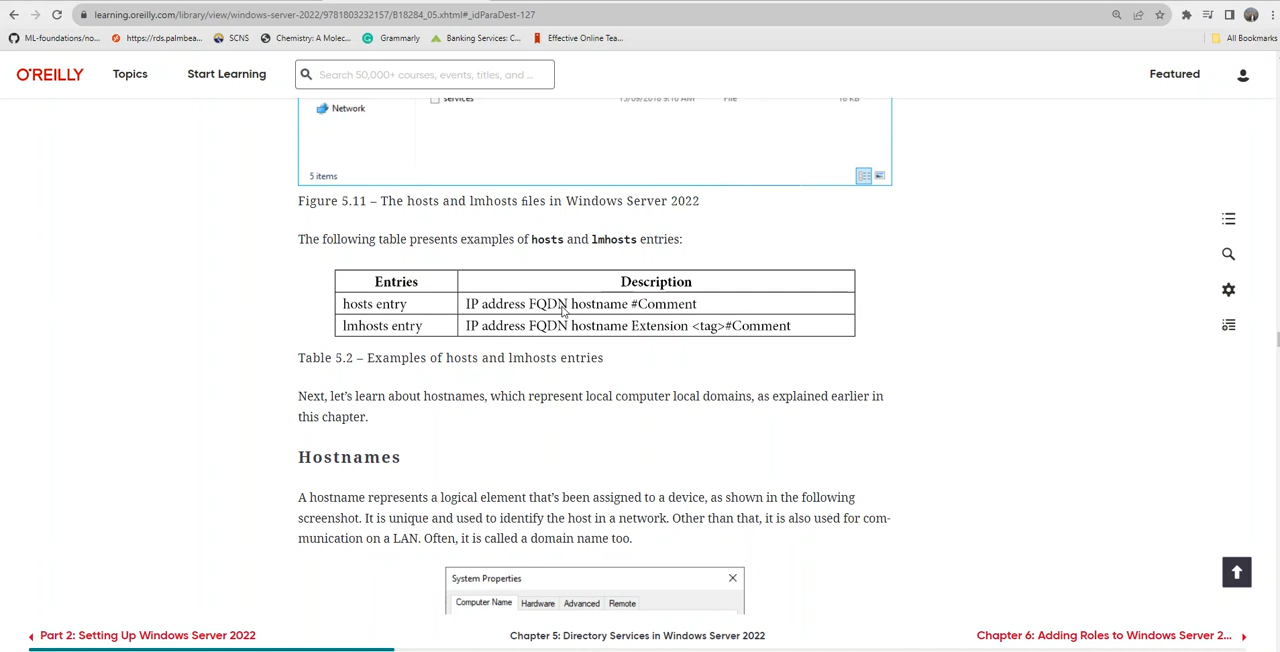 learning.oreilly.com/library/view/windows-server-2022/9781803232157/B18284_05.xhtml#_idParaDest-127
ML-foundations/no... https://rds.palmbea... SCNS Chemistry: A Molec... Grammarly Banking Services: C... Effective Online Tea... All Bookmarks
O'REILLY Topics Start Learning Search 50,000+ courses, events, titles, and ... Featured
services 15/09/2018 9:16 AM File 18 KB
Network
5 items
Figure 5.11 – The hosts and lmhosts files in Windows Server 2022
The following table presents examples of hosts and lmhosts entries:
Entries Description
hosts entry IP address FQDN hostname #Comment
lmhosts entry IP address FQDN hostname Extension <tag>#Comment
Table 5.2 – Examples of hosts and lmhosts entries
Next, let's learn about hostnames, which represent local computer local domains, as explained earlier in
this chapter.
Hostnames
A hostname represents a logical element that's been assigned to a device, as shown in the following
screenshot. It is unique and used to identify the host in a network. Other than that, it is also used for com-
munication on a LAN. Often, it is called a domain name too.
System Properties
Computer Name Hardware Advanced Remote
Part 2: Setting Up Windows Server 2022 Chapter 5: Directory Services in Windows Server 2022 Chapter 6: Adding Roles to Windows Server 2...